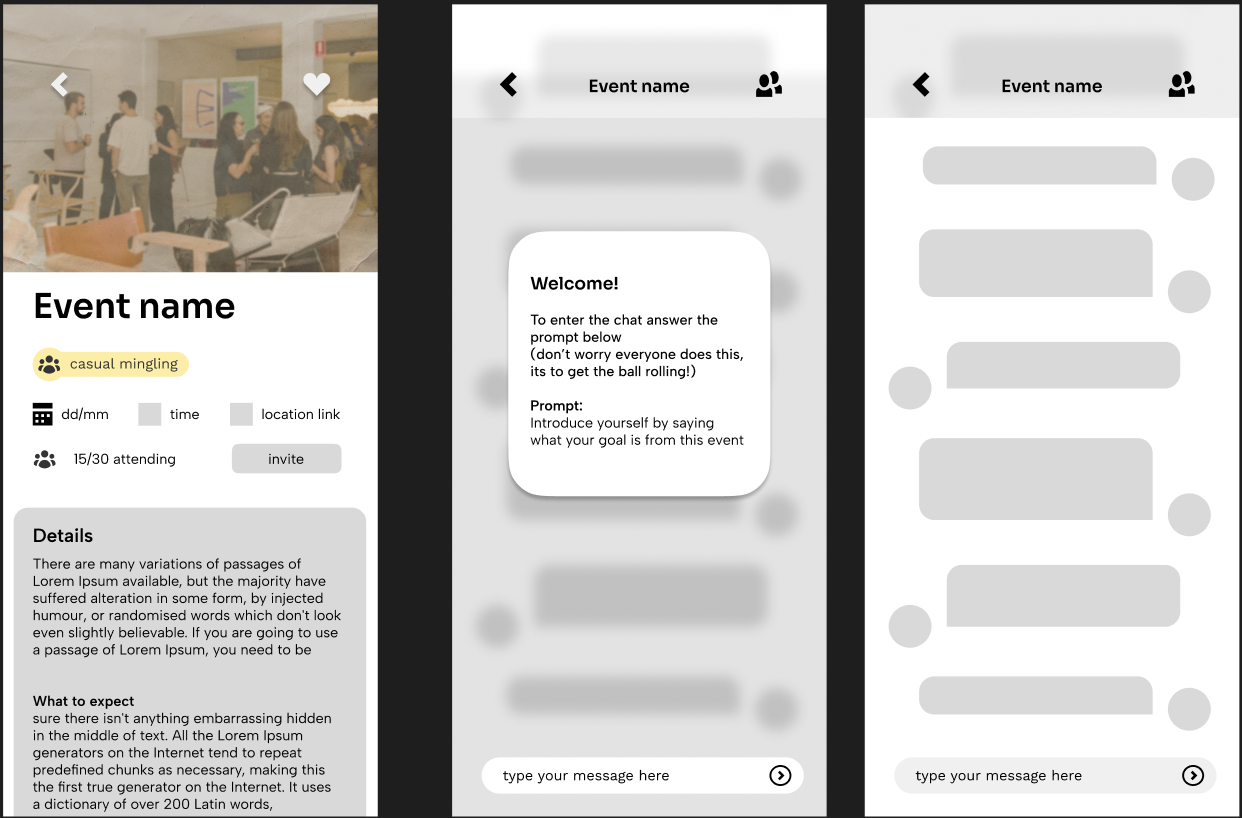 Event name
casual mingling
dd/mm
time
location link
15/30 attending
invite
Details
There are many variations of passages of
Lorem Ipsum available, but the majority have
suffered alteration in some form, by injected
humour, or randomised words which don't look
even slightly believable. If you are going to use
a passage of Lorem Ipsum, you need to be
What to expect
sure there isn't anything embarrassing hidden
in the middle of text. All the Lorem Ipsum
generators on the Internet tend to repeat
predefined chunks as necessary, making this
the first true generator on the Internet. It uses
a dictionary of over 200 Latin words,
Event name
Welcome!
To enter the chat answer the
prompt below
(don't worry everyone does this,
its to get the ball rolling!)
Prompt:
Introduce yourself by saying
what your goal is from this event
type your message here
Event name
type your message here